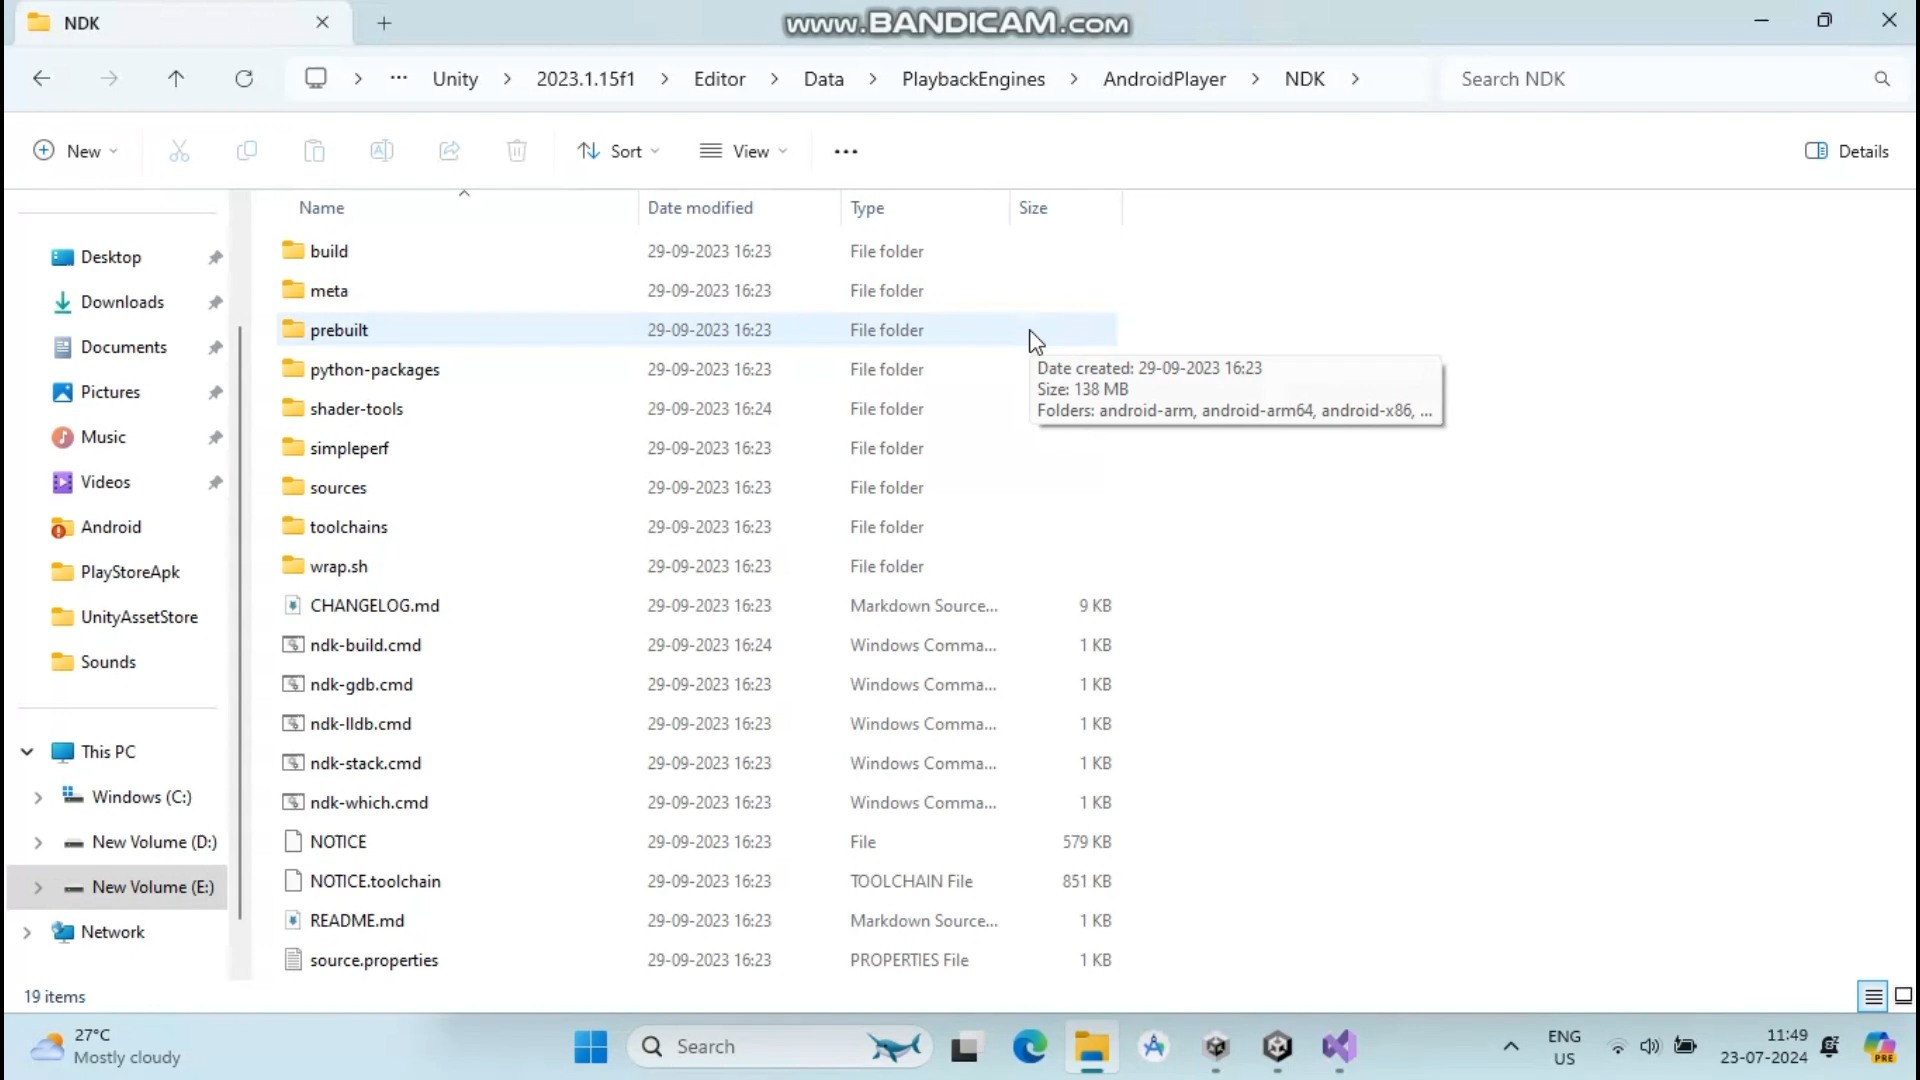 NDK
www.BANDICAM.com
Unity
2023.1.15f1
Editor
Data
PlaybackEngines
AndroidPlayer
NDK
Search NDK
New
Sort
View
Details
Name
Date modified
Type
Size
Desktop
Downloads
Documents
Pictures
Music
Videos
Android
PlayStoreApk
UnityAssetStore
Sounds
This PC
Windows (C:)
New Volume (D:)
New Volume (E:)
Network
build 29-09-2023 16:23 File folder
meta 29-09-2023 16:23 File folder
prebuilt 29-09-2023 16:23 File folder
python-packages 29-09-2023 16:23 File folder
shader-tools 29-09-2023 16:24 File folder
simpleperf 29-09-2023 16:23 File folder
sources 29-09-2023 16:23 File folder
toolchains 29-09-2023 16:23 File folder
wrap.sh 29-09-2023 16:23 File folder
CHANGELOG.md 29-09-2023 16:23 Markdown Source... 9 KB
ndk-build.cmd 29-09-2023 16:24 Windows Comma... 1 KB
ndk-gdb.cmd 29-09-2023 16:23 Windows Comma... 1 KB
ndk-lldb.cmd 29-09-2023 16:23 Windows Comma... 1 KB
ndk-stack.cmd 29-09-2023 16:23 Windows Comma... 1 KB
ndk-which.cmd 29-09-2023 16:23 Windows Comma... 1 KB
NOTICE 29-09-2023 16:23 File 579 KB
NOTICE.toolchain 29-09-2023 16:23 TOOLCHAIN File 851 KB
README.md 29-09-2023 16:23 Markdown Source... 1 KB
source.properties 29-09-2023 16:23 PROPERTIES File 1 KB
Date created: 29-09-2023 16:23
Size: 138 MB
Folders: android-arm, android-arm64, android-x86, ...
19 items
27°C
Mostly cloudy
Search
ENG
US
11:49
23-07-2024
PRE